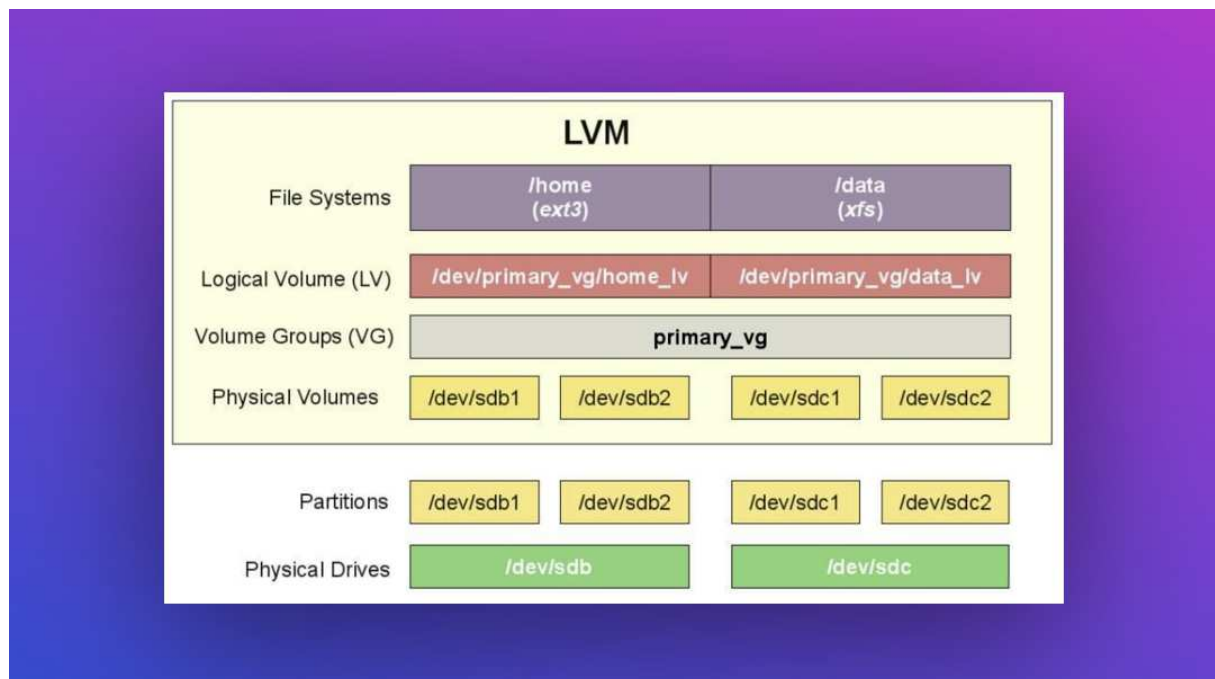 LVM
File Systems
/home
(ext3)
/data
(xfs)
Logical Volume (LV)
/dev/primary_vg/home_lv
/dev/primary_vg/data_lv
Volume Groups (VG)
primary_vg
Physical Volumes
/dev/sdb1
/dev/sdb2
/dev/sdc1
/dev/sdc2
Partitions
/dev/sdb1
/dev/sdb2
/dev/sdc1
/dev/sdc2
Physical Drives
/dev/sdb
/dev/sdc